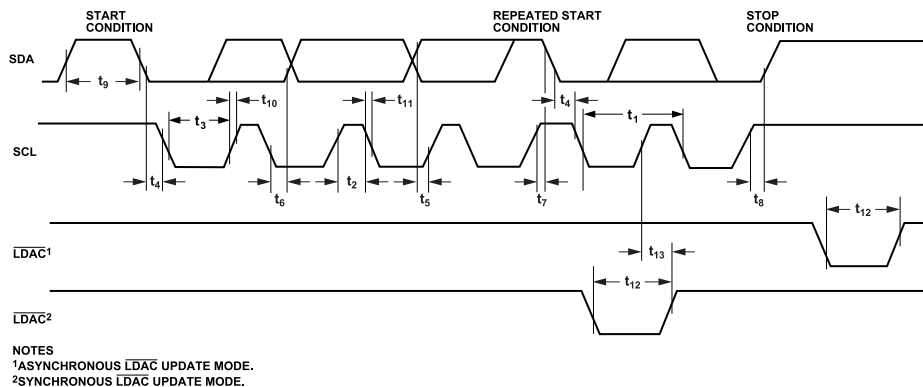 START
CONDITION
REPEATED START
CONDITION
STOP
CONDITION
SDA
t9
t10
t11
t4
t3
t1
SCL
t4
t6
t2
t5
t7
t8
t12
LDAC1
t13
t12
LDAC2
NOTES
1ASYNCHRONOUS LDAC UPDATE MODE.
2SYNCHRONOUS LDAC UPDATE MODE.